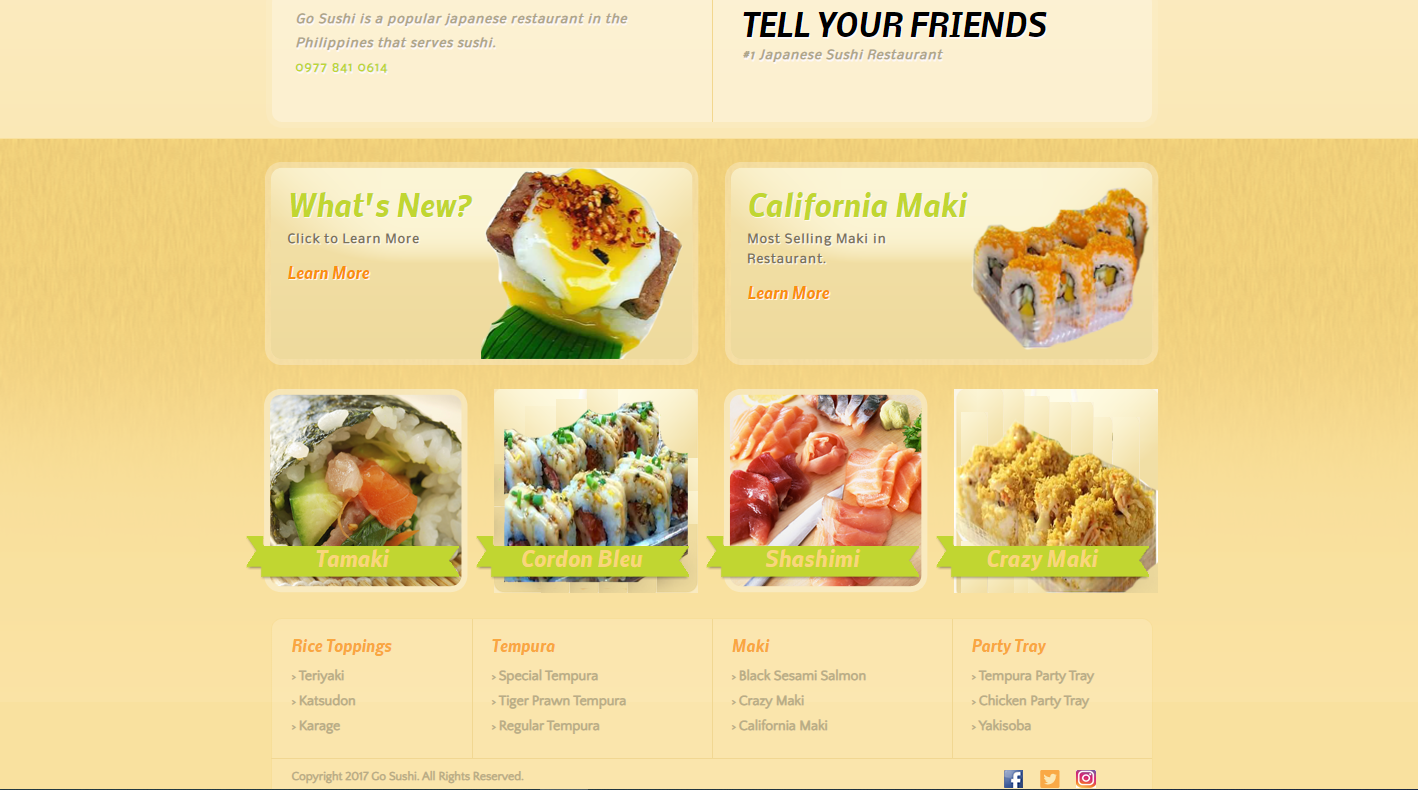 Go Sushi is a popular japanese restaurant in the
Philippines that serves sushi.
0977 841 0614
TELL YOUR FRIENDS
#1 Japanese Sushi Restaurant
What's New?
Click to Learn More
Learn More
California Maki
Most Selling Maki in
Restaurant.
Learn More
Tamaki
Cordon Bleu
Shashimi
Crazy Maki
Rice Toppings
> Teriyaki
> Katsudon
> Karage
Tempura
> Special Tempura
> Tiger Prawn Tempura
> Regular Tempura
Maki
> Black Sesami Salmon
> Crazy Maki
> California Maki
Party Tray
> Tempura Party Tray
> Chicken Party Tray
> Yakisoba
Copyright 2017 Go Sushi. All Rights Reserved.